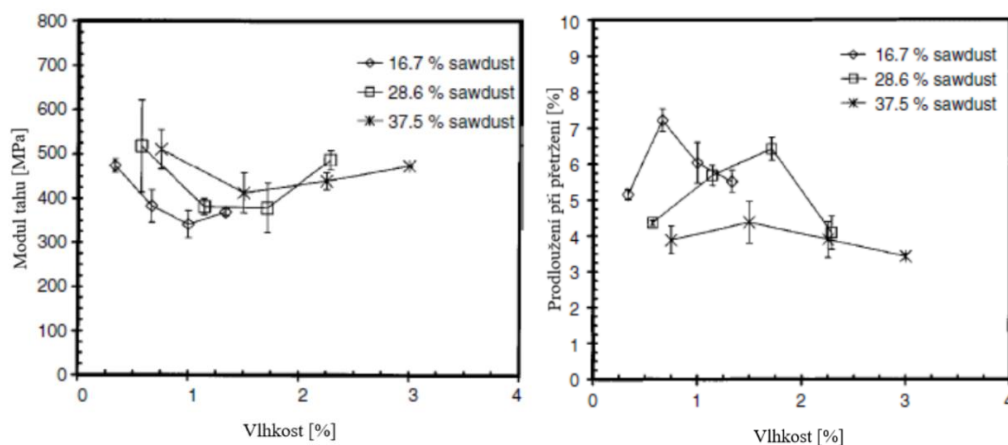 800
700
600
500
400
300
200
100
0
16.7 % sawdust
28.6 % sawdust
37.5 % sawdust
Modul tahu [MPa]
0 1 2 3 4
Vlhkost [%]
10
9
8
7
6
5
4
3
2
1
0
16.7 % sawdust
28.6 % sawdust
37.5 % sawdust
Prodloužení při přetržení [%]
0 1 2 3 4
Vlhkost [%]